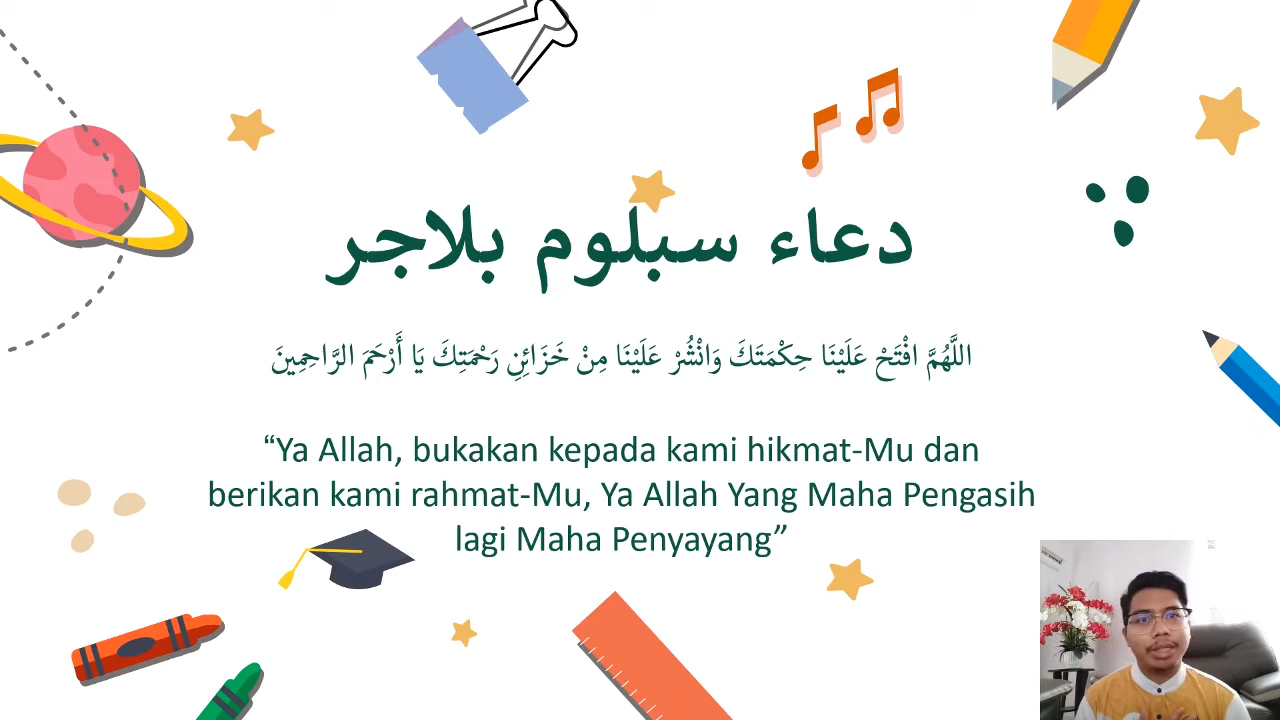 دعاء سبلوم بلاجر
اللَّهُمَّ افْتَحْ عَلَيْنَا حِكْمَتَكَ وَانْشُرْ عَلَيْنَا مِنْ خَزَائِنِ رَحْمَتِكَ يَا أَرْحَمَ الرَّاحِمِينَ
“Ya Allah, bukakan kepada kami hikmat-Mu dan
berikan kami rahmat-Mu, Ya Allah Yang Maha Pengasih
lagi Maha Penyayang”